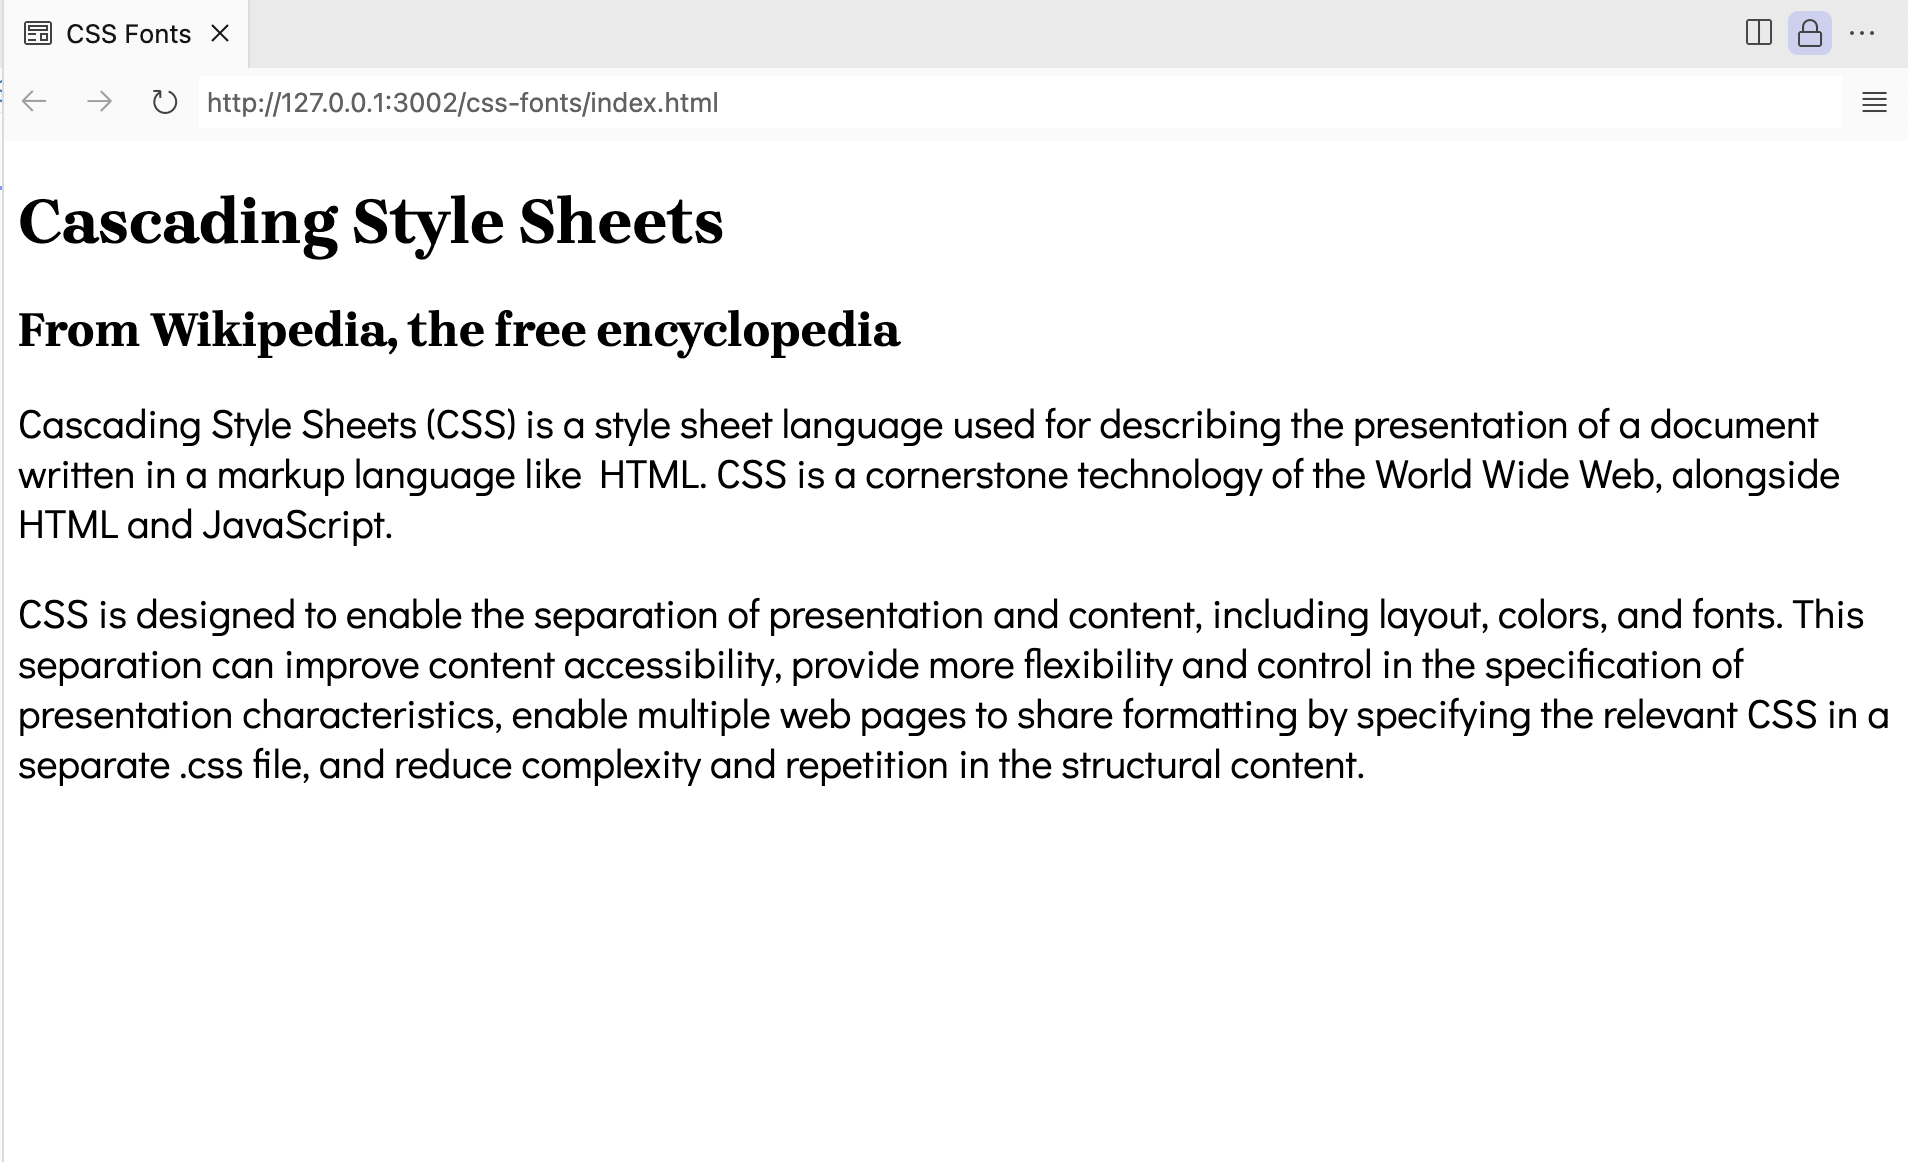 CSS Fonts
http://127.0.0.1:3002/css-fonts/index.html
Cascading Style Sheets
From Wikipedia, the free encyclopedia
Cascading Style Sheets (CSS) is a style sheet language used for describing the presentation of a document
written in a markup language like  HTML. CSS is a cornerstone technology of the World Wide Web, alongside
HTML and JavaScript.
CSS is designed to enable the separation of presentation and content, including layout, colors, and fonts. This
separation can improve content accessibility, provide more flexibility and control in the specification of
presentation characteristics, enable multiple web pages to share formatting by specifying the relevant CSS in a
separate .css file, and reduce complexity and repetition in the structural content.